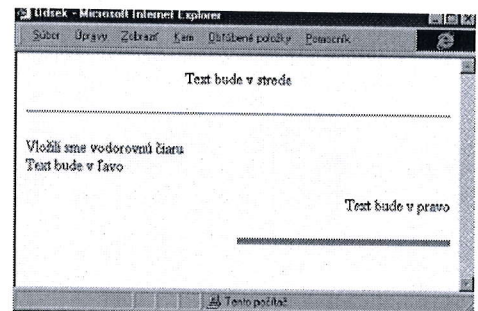 Odsek - Microsoft Internet Explorer
Súbor Úpravy Zobraziť Kam Obľúbené položky Pomocník
Text bude v strede
Vložili sme vodorovnú čiaru
Text bude v ľavo
Text bude v pravo
Tento počítač